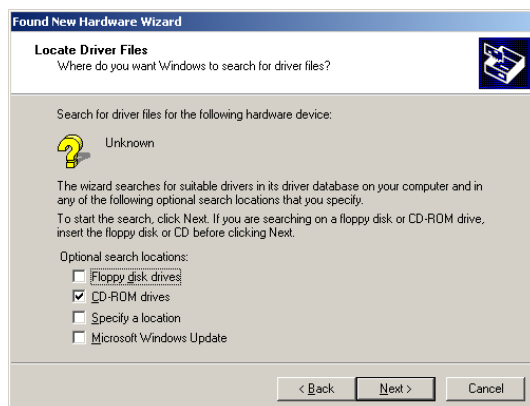 Found New Hardware Wizard
Locate Driver Files
Where do you want Windows to search for driver files?
Search for driver files for the following hardware device:
Unknown
The wizard searches for suitable drivers in its driver database on your computer and in
any of the following optional search locations that you specify.
To start the search, click Next. If you are searching on a floppy disk or CD-ROM drive,
insert the floppy disk or CD before clicking Next.
Optional search locations:
Floppy disk drives
CD-ROM drives
Specify a location
Microsoft Windows Update
< Back Next > Cancel